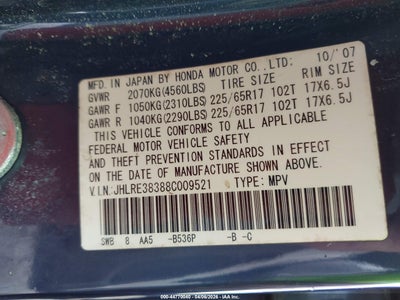 MFD. IN JAPAN BY HONDA MOTOR CO.,LTD: 10/'07
GVWR 2070KG(4560LBS) TIRE SIZE RIM SIZE
GAWR F 1050KG(2310LBS) 225/65R17 102T 17X6.5J
GAWR R 1040KG(2290LBS) 225/65R17 102T 17X6.5J
THIS VEHICLE CONFORMS TO ALL APPLICABLE
FEDERAL MOTOR VEHICLE SAFETY
AND THEFT PREVENTION STANDARDS IN EFFECT
ON THE DATE OF MANUFACTURE SHOWN ABOVE.
V.I.N:JHLRE38388C009521 TYPE: MPV
SWB 8 AA5 -B536P -B -C
000-44770040 - 04/06/2026 - IAA Inc.